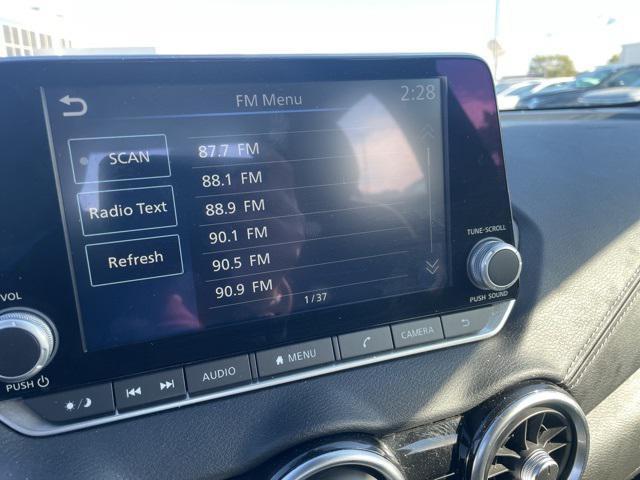 FM Menu
2:28
SCAN
Radio Text
Refresh
87.7 FM
88.1 FM
88.9 FM
90.1 FM
90.5 FM
90.9 FM
1/37
VOL
PUSH
TUNE•SCROLL
PUSH SOUND
AUDIO
MENU
CAMERA